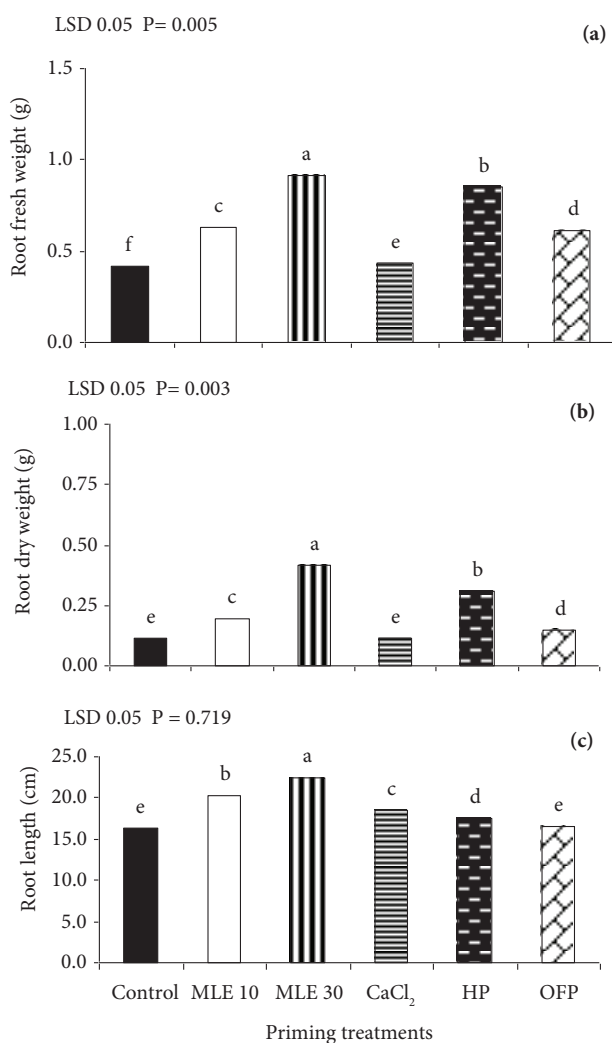 LSD 0.05 P= 0.005
(a)
Root fresh weight (g)
1.5
1.0
0.5
0.0
f
c
a
e
b
d
LSD 0.05 P= 0.003
(b)
Root dry weight (g)
1.00
0.75
0.50
0.25
0.00
e
c
a
e
b
d
LSD 0.05 P = 0.719
(c)
Root length (cm)
25.0
20.0
15.0
10.0
5.0
0.0
e
b
a
c
d
e
Control MLE 10 MLE 30 CaCl₂ HP OFP
Priming treatments